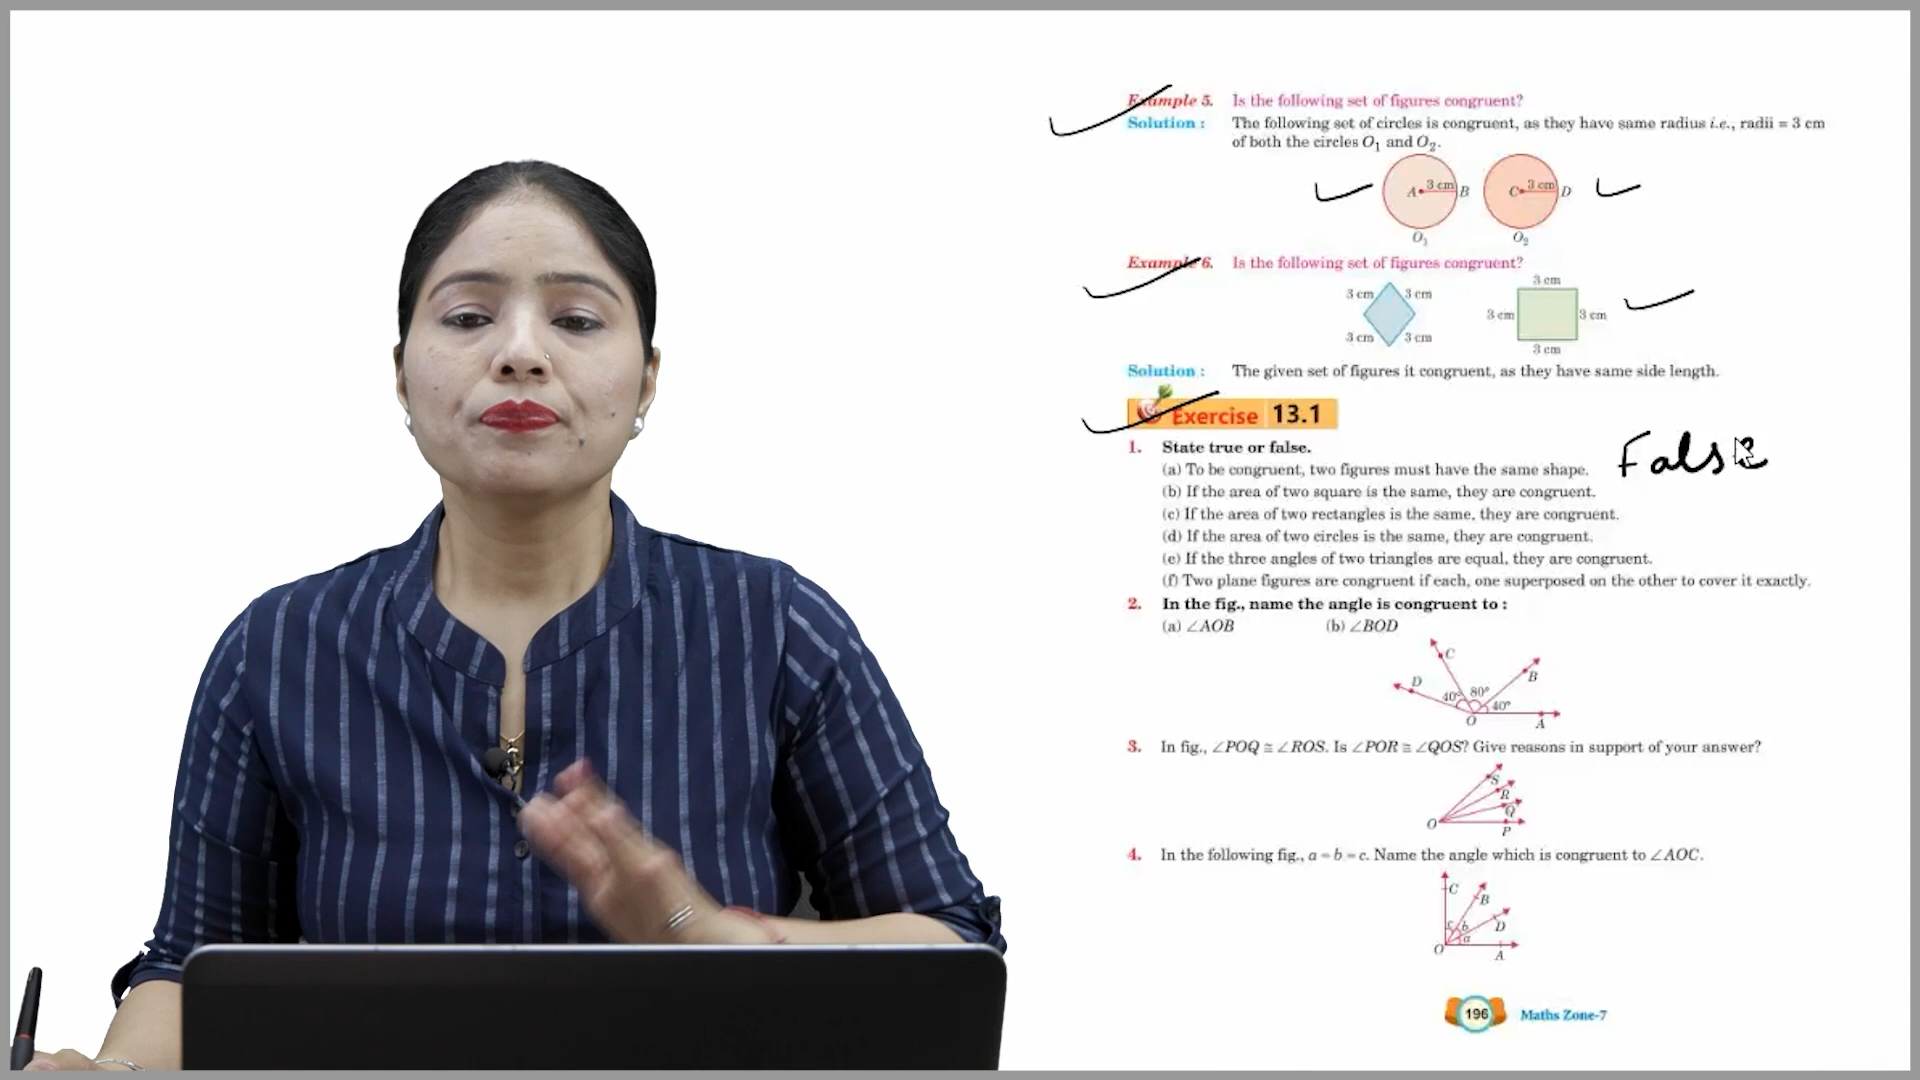 Example 5. Is the following set of figures congruent?
Solution : The following set of circles is congruent, as they have same radius i.e., radii = 3 cm
of both the circles O₁ and O₂.
A 3 cm B C 3 cm D
O₁ O₂
Example 6. Is the following set of figures congruent?
3 cm 3 cm 3 cm
3 cm 3 cm
3 cm 3 cm 3 cm
Solution : The given set of figures it congruent, as they have same side length.
Exercise 13.1
1. State true or false.
False
(a) To be congruent, two figures must have the same shape.
(b) If the area of two square is the same, they are congruent.
(c) If the area of two rectangles is the same, they are congruent.
(d) If the area of two circles is the same, they are congruent.
(e) If the three angles of two triangles are equal, they are congruent.
(f) Two plane figures are congruent if each, one superposed on the other to cover it exactly.
2. In the fig., name the angle is congruent to :
(a) ∠AOB (b) ∠BOD
C
D B
40° 80° 40°
O A
3. In fig., ∠POQ ≅ ∠ROS. Is ∠POR ≅ ∠QOS? Give reasons in support of your answer?
S
R
Q
O P
4. In the following fig., a = b = c. Name the angle which is congruent to ∠AOC.
C B
c b D
a
O A
196 Maths Zone-7